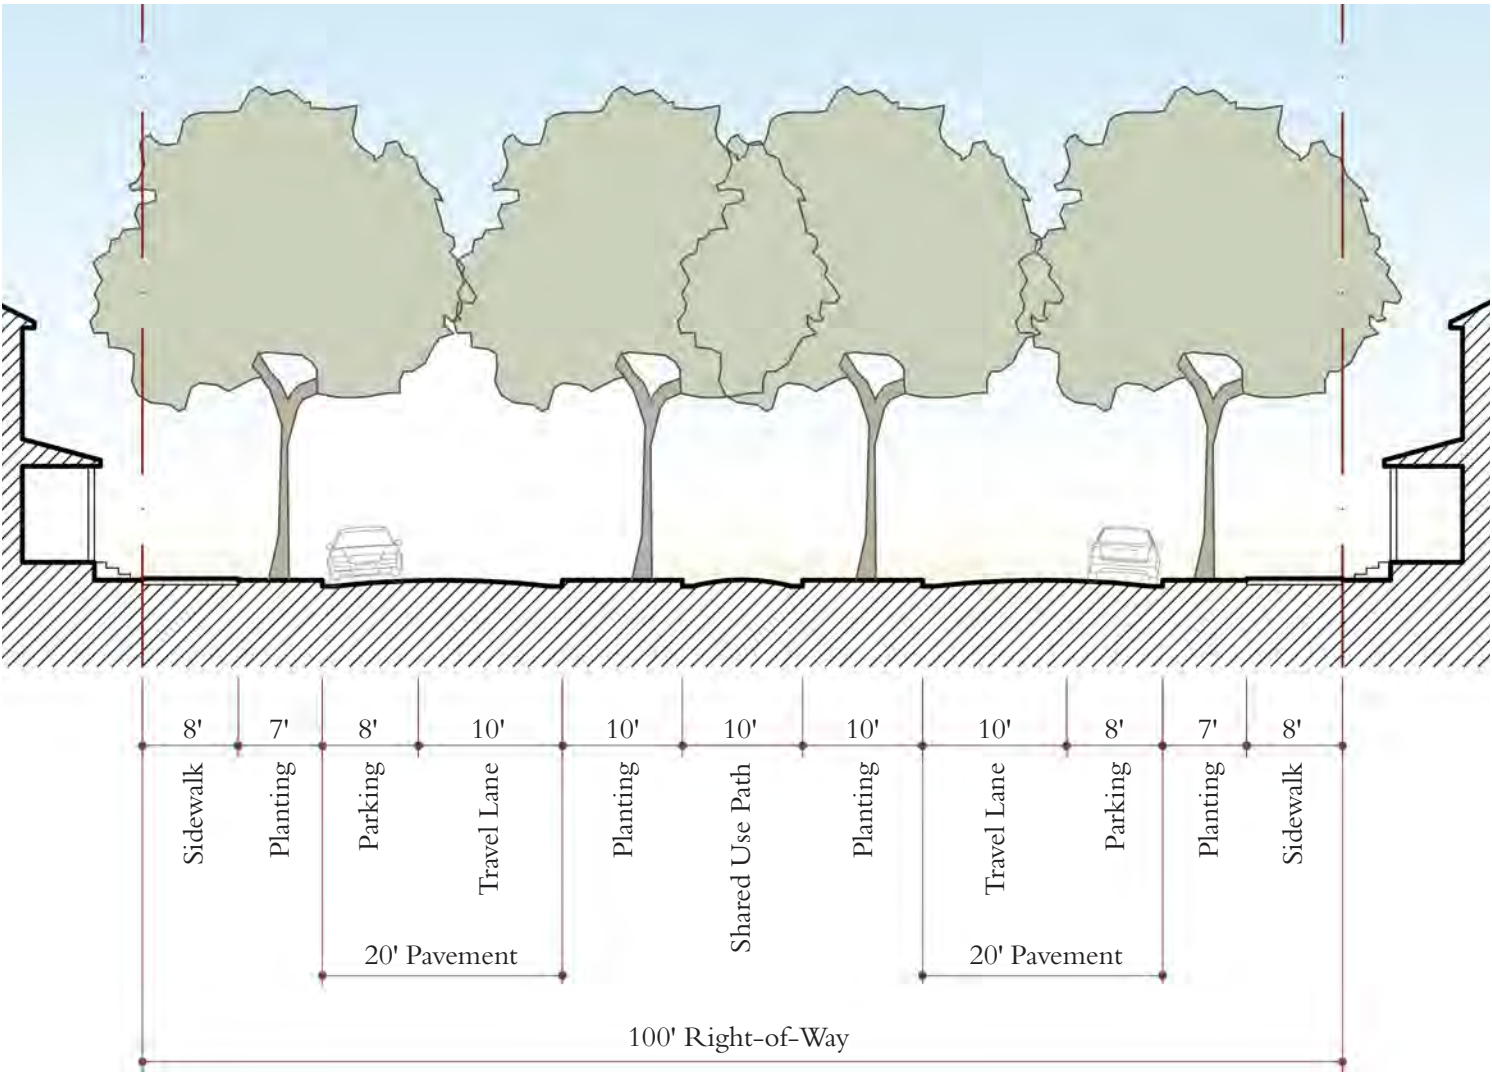 8' 7' 8' 10' 10' 10' 10' 10' 8' 7' 8'
Sidewalk
Planting
Parking
Travel Lane
Planting
Shared Use Path
Planting
Travel Lane
Parking
Planting
Sidewalk
20' Pavement
20' Pavement
100' Right-of-Way